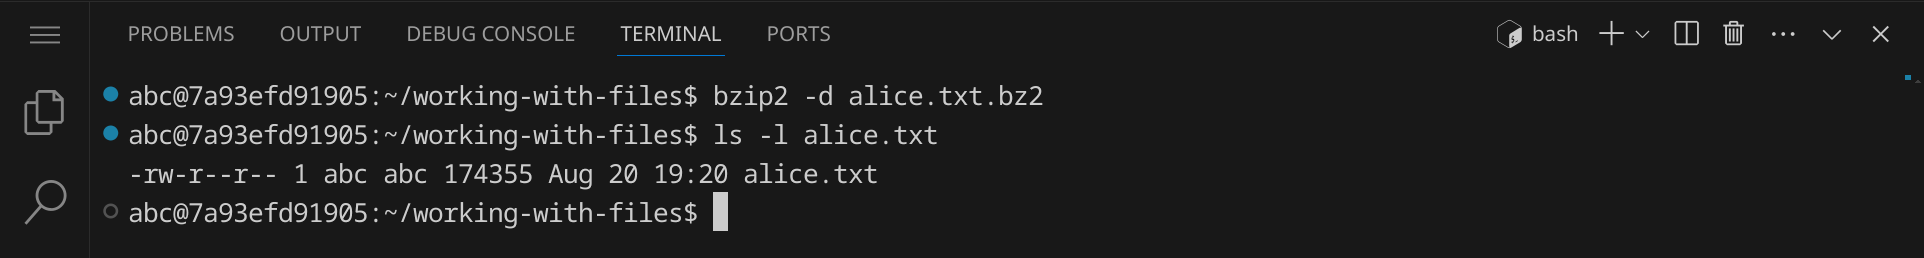 PROBLEMS OUTPUT DEBUG CONSOLE TERMINAL PORTS bash
abc@7a93efd91905:~/working-with-files$ bzip2 -d alice.txt.bz2
abc@7a93efd91905:~/working-with-files$ ls -l alice.txt
-rw-r--r-- 1 abc abc 174355 Aug 20 19:20 alice.txt
abc@7a93efd91905:~/working-with-files$